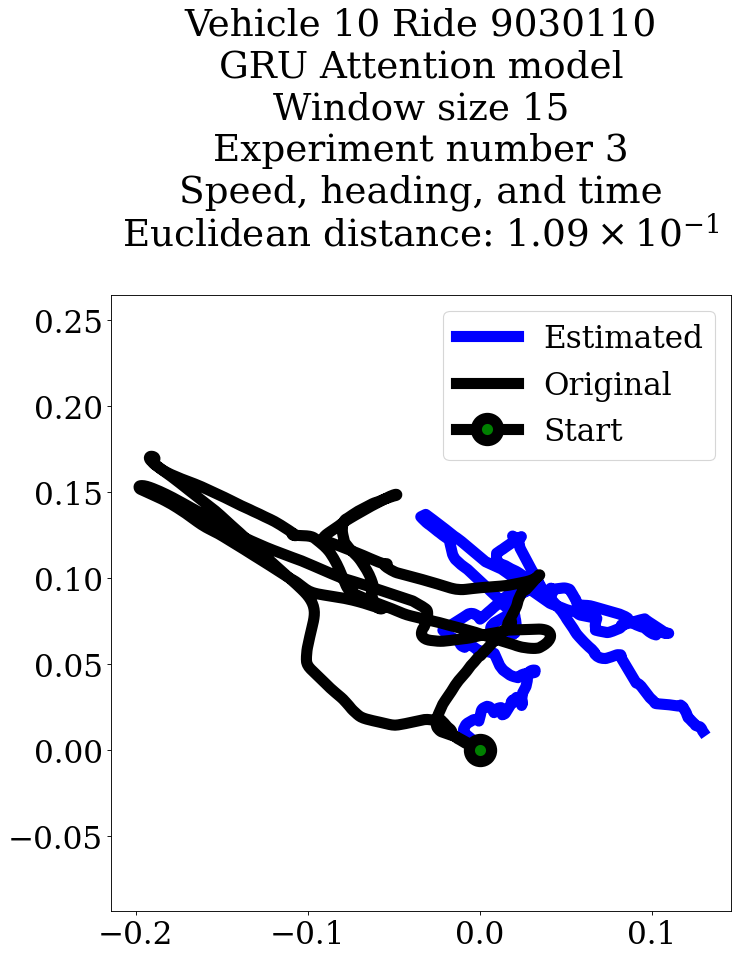 Vehicle 10 Ride 9030110
GRU Attention model
Window size 15
Experiment number 3
Speed, heading, and time
Euclidean distance: 1.09 × 10⁻¹
Estimated
Original
Start
0.25
0.20
0.15
0.10
0.05
0.00
−0.05
−0.2
−0.1
0.0
0.1